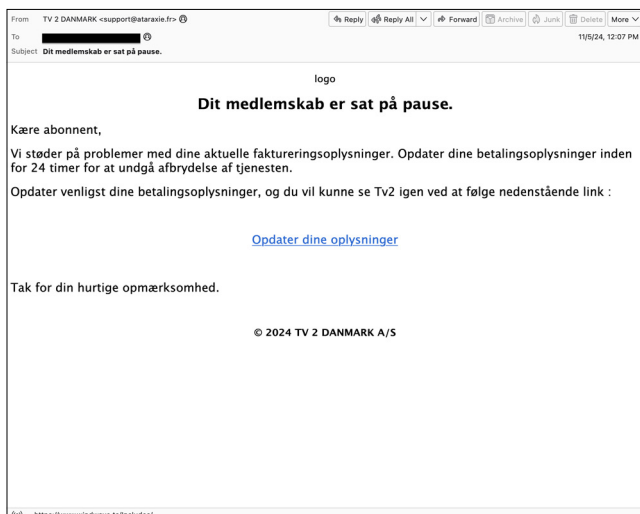 From TV 2 DANMARK <support@ataraxie.fr>
Reply Reply All Forward Archive Junk Delete More
To
11/5/24, 12:07 PM
Subject Dit medlemskab er sat på pause.
logo
Dit medlemskab er sat på pause.
Kære abonnent,
Vi støder på problemer med dine aktuelle faktureringsoplysninger. Opdater dine betalingsoplysninger inden
for 24 timer for at undgå afbrydelse af tjenesten.
Opdater venligst dine betalingsoplysninger, og du vil kunne se Tv2 igen ved at følge nedenstående link :
Opdater dine oplysninger
Tak for din hurtige opmærksomhed.
© 2024 TV 2 DANMARK A/S